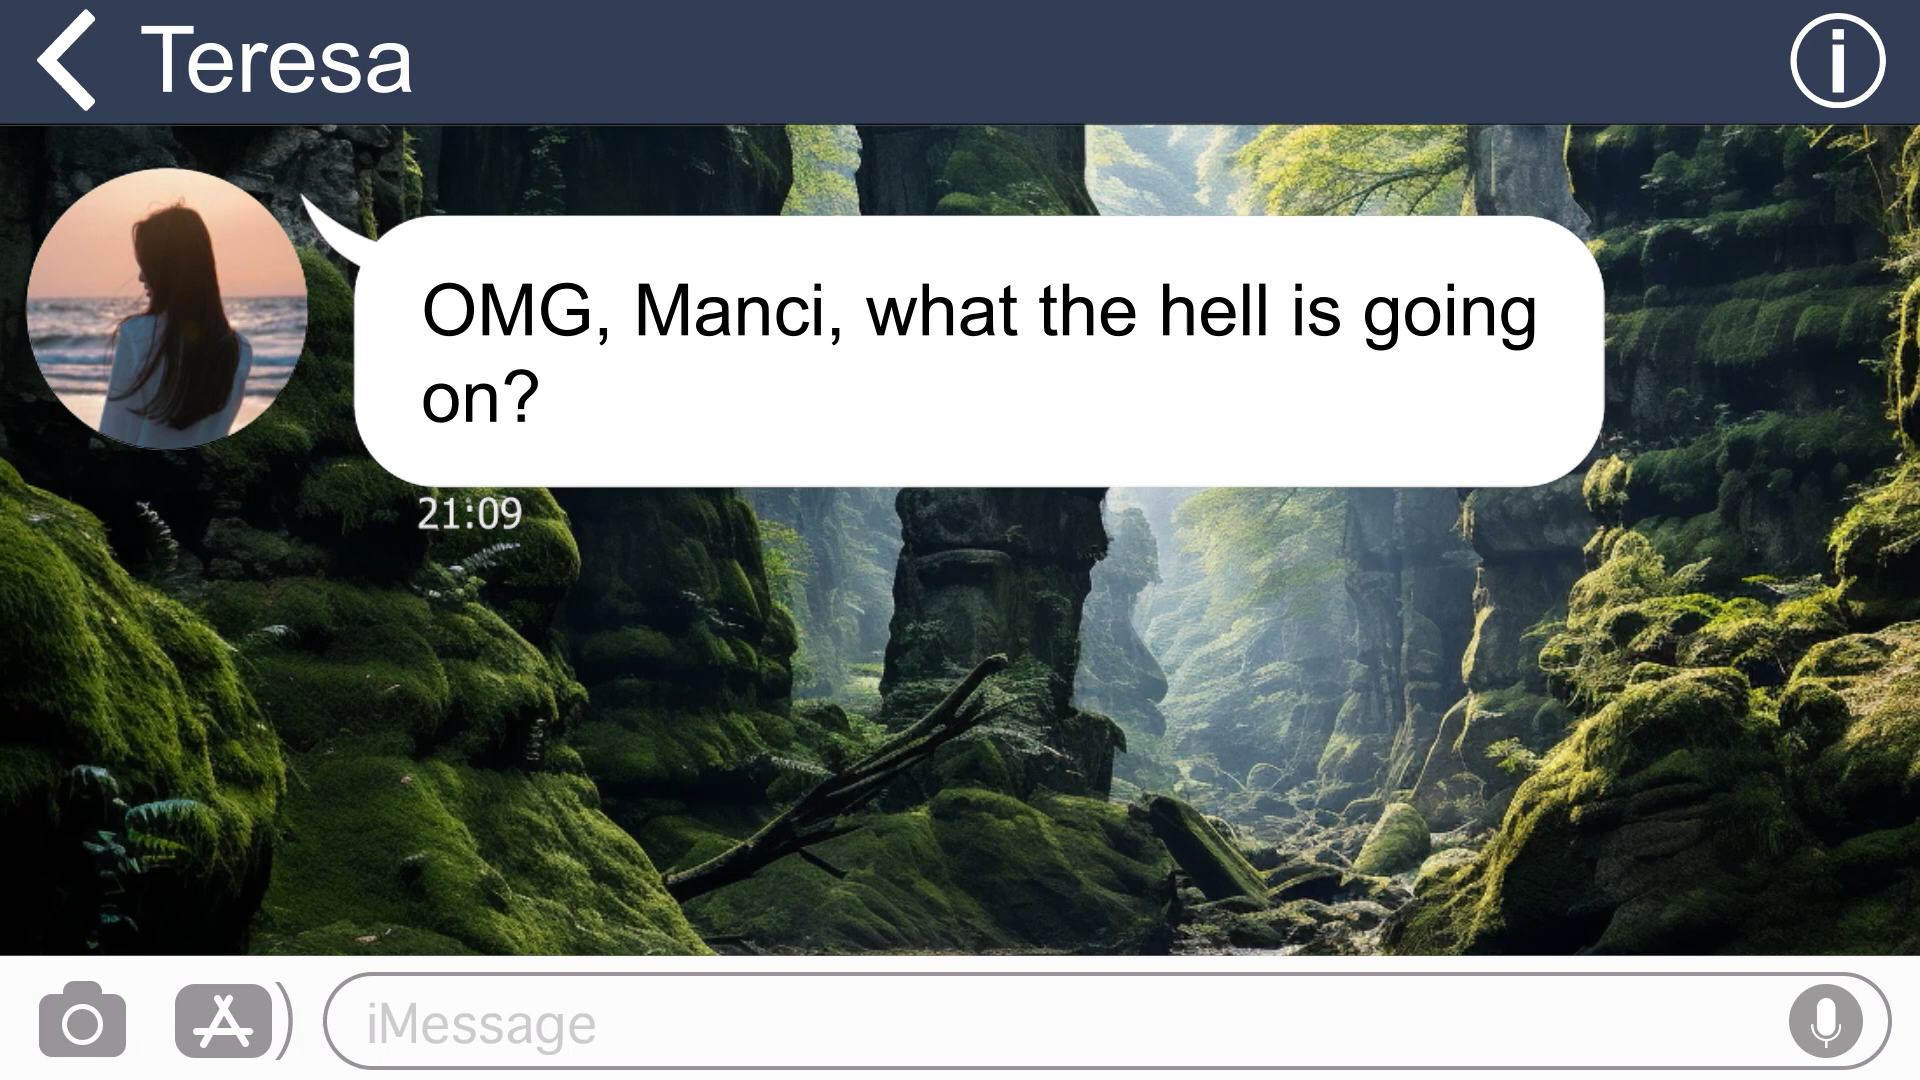 Teresa
OMG, Manci, what the hell is going
on?
21:09
iMessage